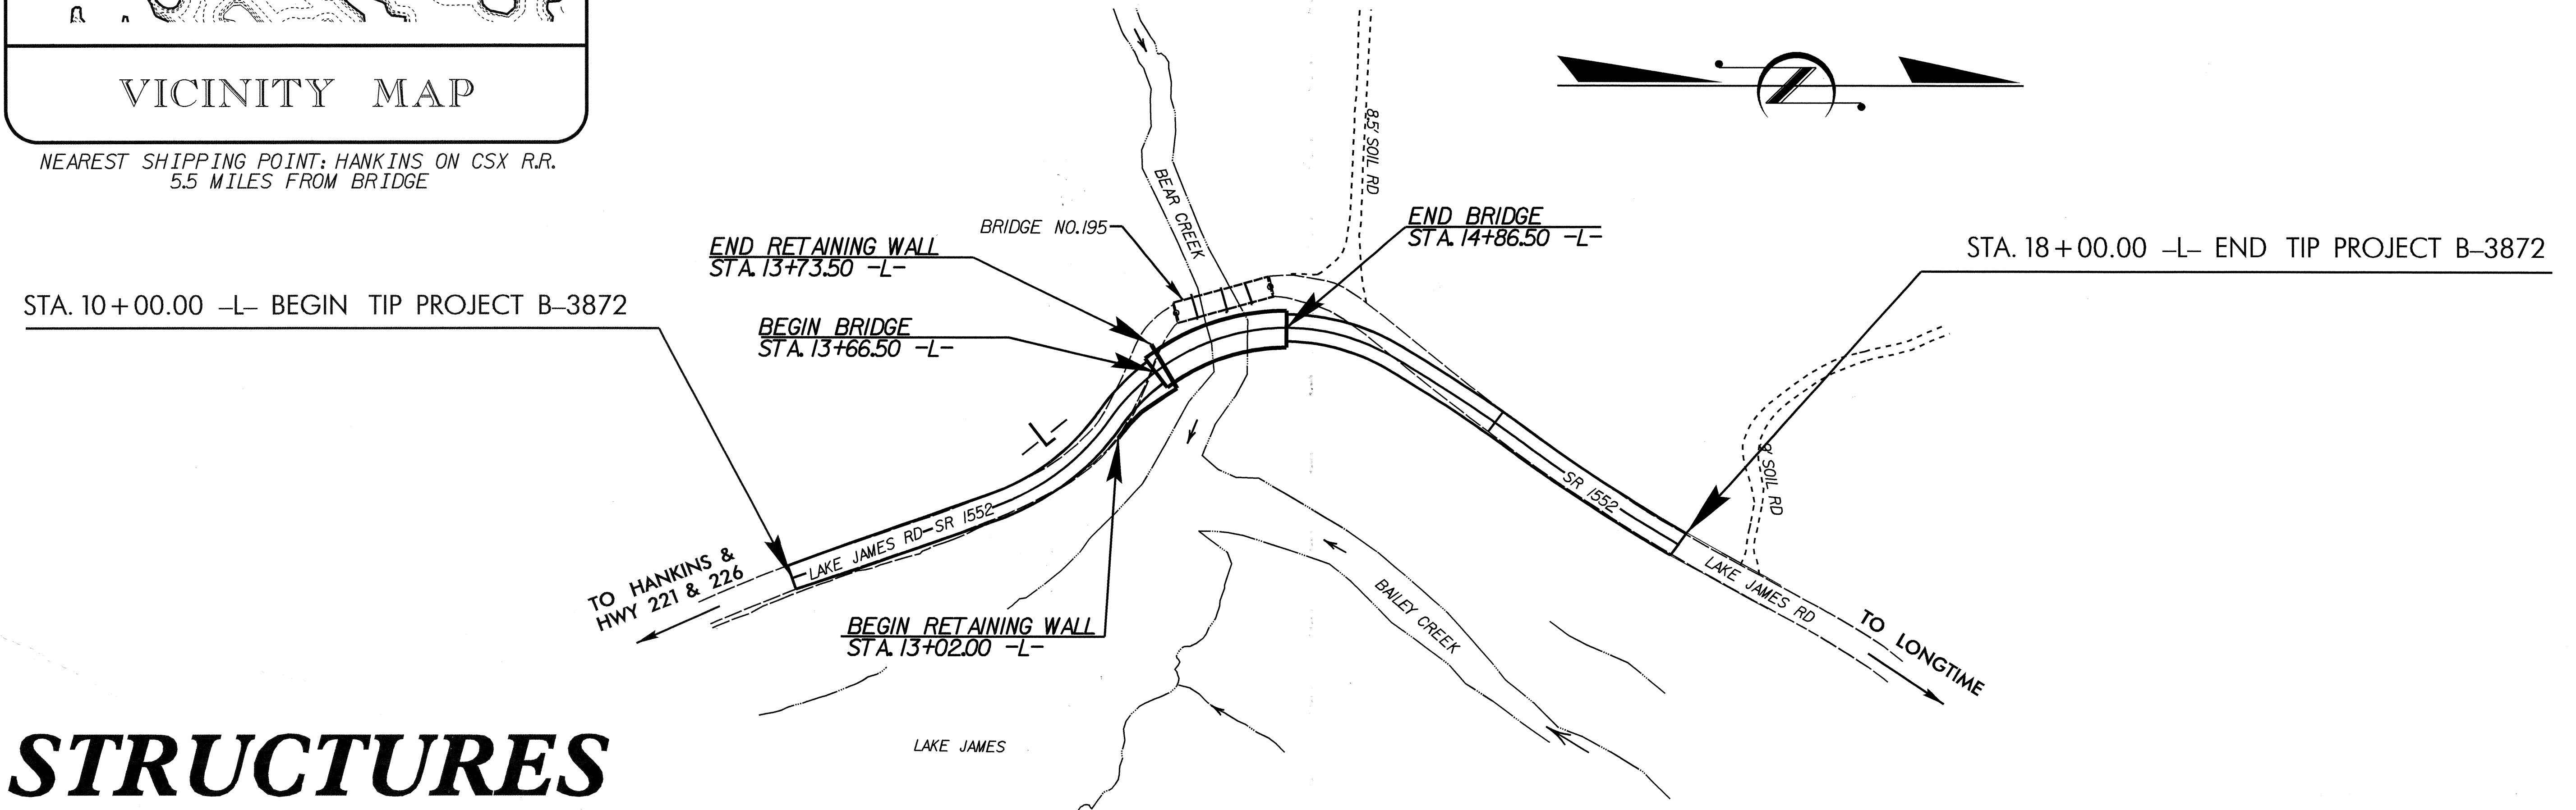 VICINITY MAP
NEAREST SHIPPING POINT: HANKINS ON CSX R.R.
5.5 MILES FROM BRIDGE
BEAR CREEK
8.5' SOIL RD
BRIDGE NO.195
END BRIDGE
STA. 14+86.50 -L-
END RETAINING WALL
STA. 13+73.50 -L-
STA. 18+00.00 -L- END TIP PROJECT B-3872
STA. 10+00.00 -L- BEGIN TIP PROJECT B-3872
BEGIN BRIDGE
STA. 13+66.50 -L-
-L-
LAKE JAMES RD-SR 1552
SR 1552
9' SOIL RD
LAKE JAMES RD
TO HANKINS &
HWY 221 & 226
TO LONGTIME
BEGIN RETAINING WALL
STA. 13+02.00 -L-
BAILEY CREEK
LAKE JAMES
STRUCTURES